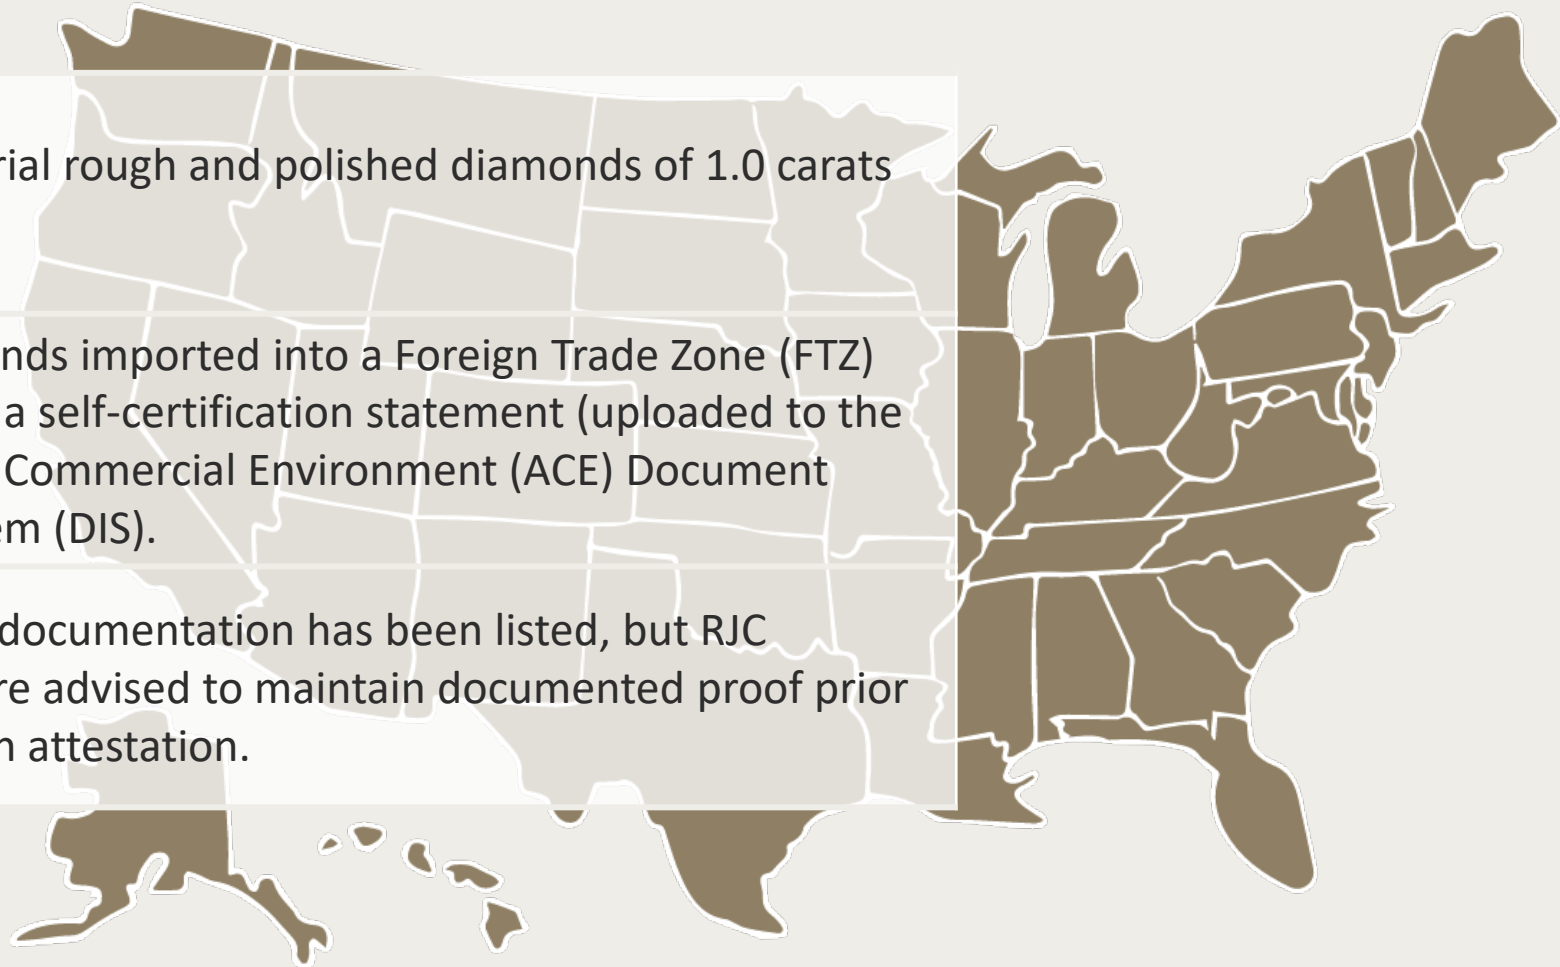 rial rough and polished diamonds of 1.0 carats
nds imported into a Foreign Trade Zone (FTZ)
a self-certification statement (uploaded to the
Commercial Environment (ACE) Document
em (DIS).
documentation has been listed, but RJC
re advised to maintain documented proof prior
n attestation.